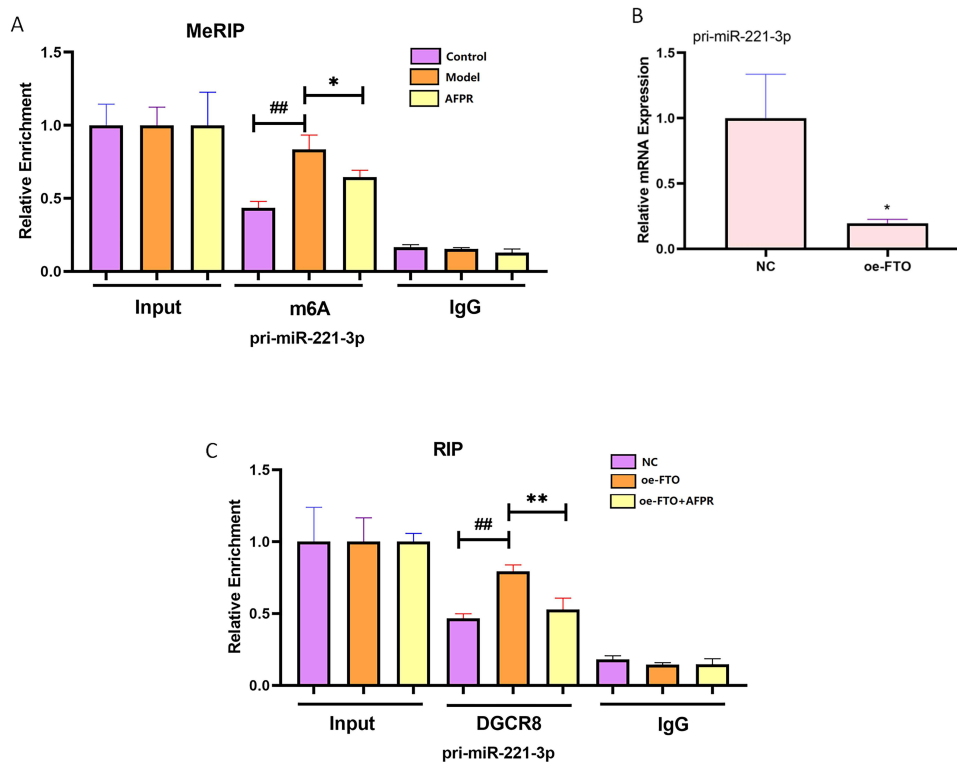 A
MeRIP
Relative Enrichment
1.5
1.0
0.5
0.0
Control
Model
AFPR
##
*
Input
m6A
IgG
pri-miR-221-3p
B
pri-miR-221-3p
Relative mRNA Expression
1.5
1.0
0.5
0.0
*
NC
oe-FTO
C
RIP
Relative Enrichment
1.5
1.0
0.5
0.0
NC
oe-FTO
oe-FTO+AFPR
##
**
Input
DGCR8
IgG
pri-miR-221-3p